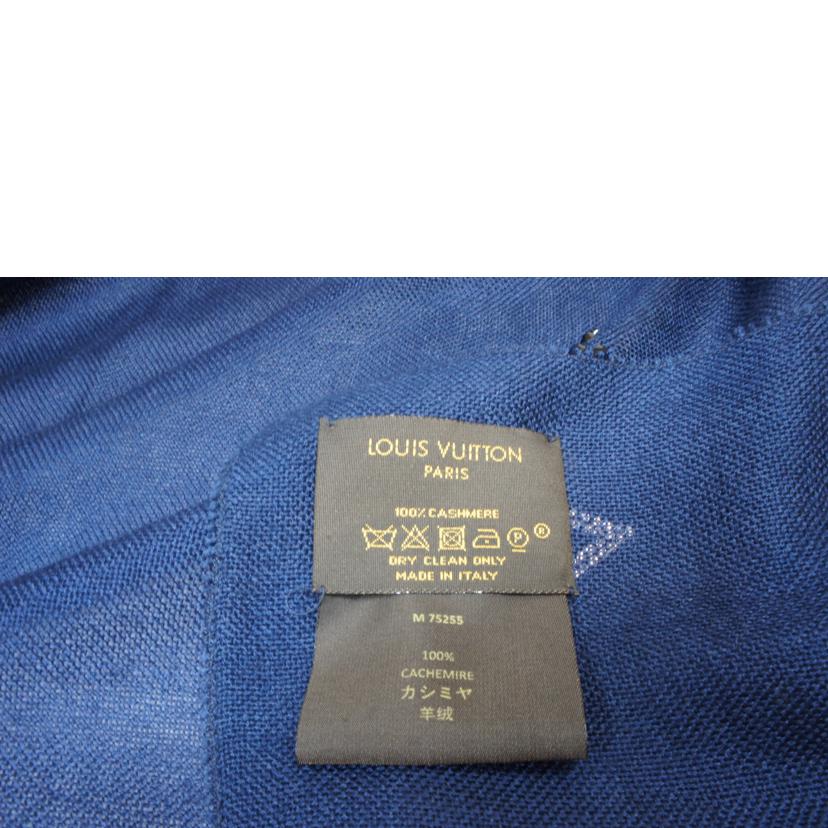 LOUIS VUITTON
PARIS
100% CASHMERE
P ®
DRY CLEAN ONLY
MADE IN ITALY
M 75255
100%
CACHEMIRE
カシミヤ
羊绒